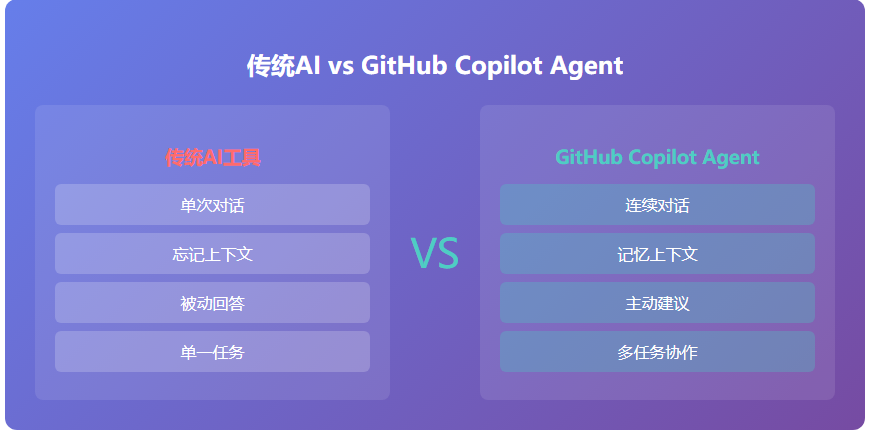 传统AI vs GitHub Copilot Agent
传统AI工具
单次对话
忘记上下文
被动回答
单一任务
VS
GitHub Copilot Agent
连续对话
记忆上下文
主动建议
多任务协作